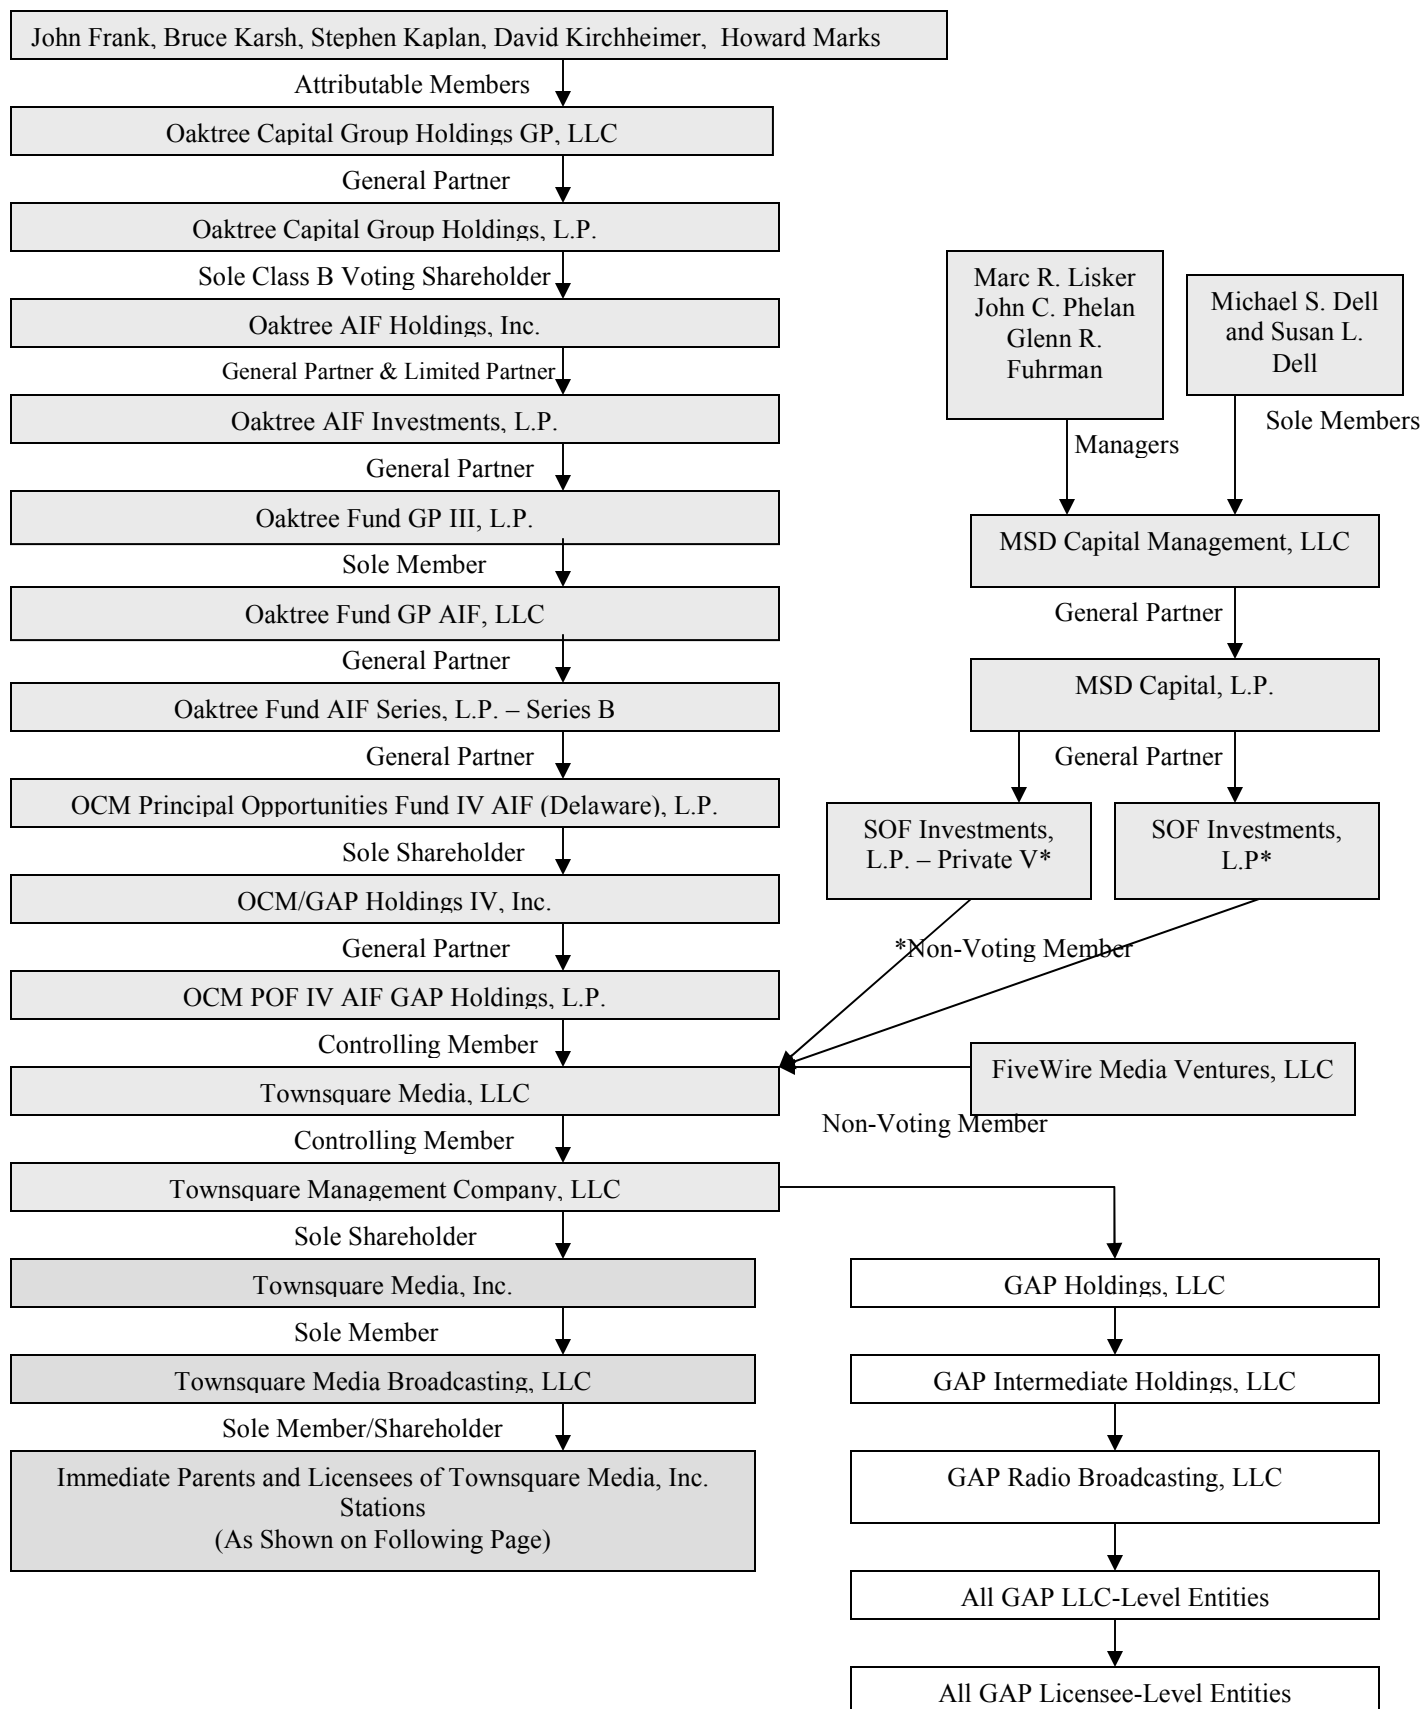 John Frank, Bruce Karsh, Stephen Kaplan, David Kirchheimer, Howard Marks
Attributable Members
Oaktree Capital Group Holdings GP, LLC
General Partner
Oaktree Capital Group Holdings, L.P.
Sole Class B Voting Shareholder
Oaktree AIF Holdings, Inc.
General Partner & Limited Partner
Oaktree AIF Investments, L.P.
General Partner
Oaktree Fund GP III, L.P.
Sole Member
Oaktree Fund GP AIF, LLC
General Partner
Oaktree Fund AIF Series, L.P. – Series B
General Partner
OCM Principal Opportunities Fund IV AIF (Delaware), L.P.
Sole Shareholder
OCM/GAP Holdings IV, Inc.
General Partner
OCM POF IV AIF GAP Holdings, L.P.
Controlling Member
Townsquare Media, LLC
Controlling Member
Townsquare Management Company, LLC
Sole Shareholder
Townsquare Media, Inc.
Sole Member
Townsquare Media Broadcasting, LLC
Sole Member/Shareholder
Immediate Parents and Licensees of Townsquare Media, Inc.
Stations
(As Shown on Following Page)
Marc R. Lisker
John C. Phelan
Glenn R.
Fuhrman
Managers
Michael S. Dell
and Susan L.
Dell
Sole Members
MSD Capital Management, LLC
General Partner
MSD Capital, L.P.
General Partner
SOF Investments,
L.P. – Private V*
SOF Investments,
L.P*
*Non-Voting Member
FiveWire Media Ventures, LLC
Non-Voting Member
GAP Holdings, LLC
GAP Intermediate Holdings, LLC
GAP Radio Broadcasting, LLC
All GAP LLC-Level Entities
All GAP Licensee-Level Entities